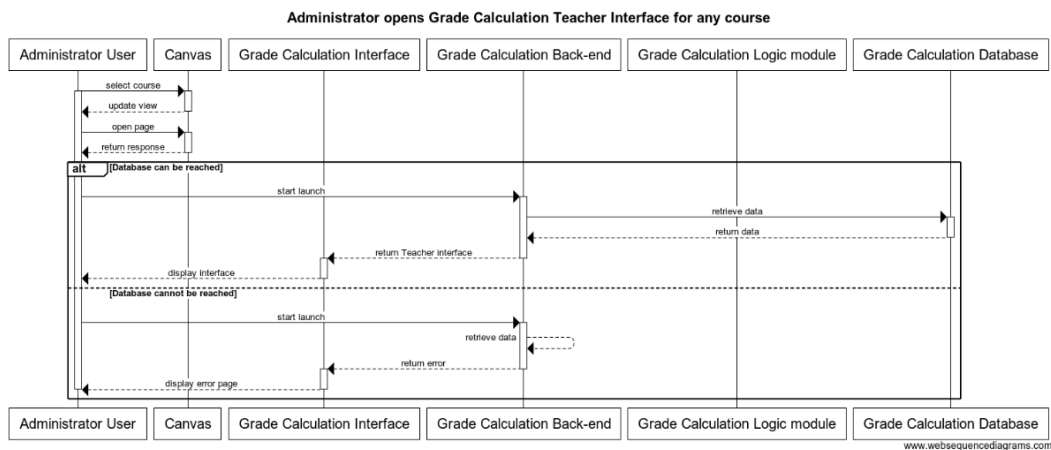 Administrator opens Grade Calculation Teacher Interface for any course
Administrator User Canvas Grade Calculation Interface Grade Calculation Back-end Grade Calculation Logic module Grade Calculation Database
select course
update view
open page
return response
alt [Database can be reached]
start launch
retrieve data
return data
return Teacher interface
display interface
[Database cannot be reached]
start launch
retrieve data
return error
display error page
Administrator User Canvas Grade Calculation Interface Grade Calculation Back-end Grade Calculation Logic module Grade Calculation Database
www.websequencediagrams.com